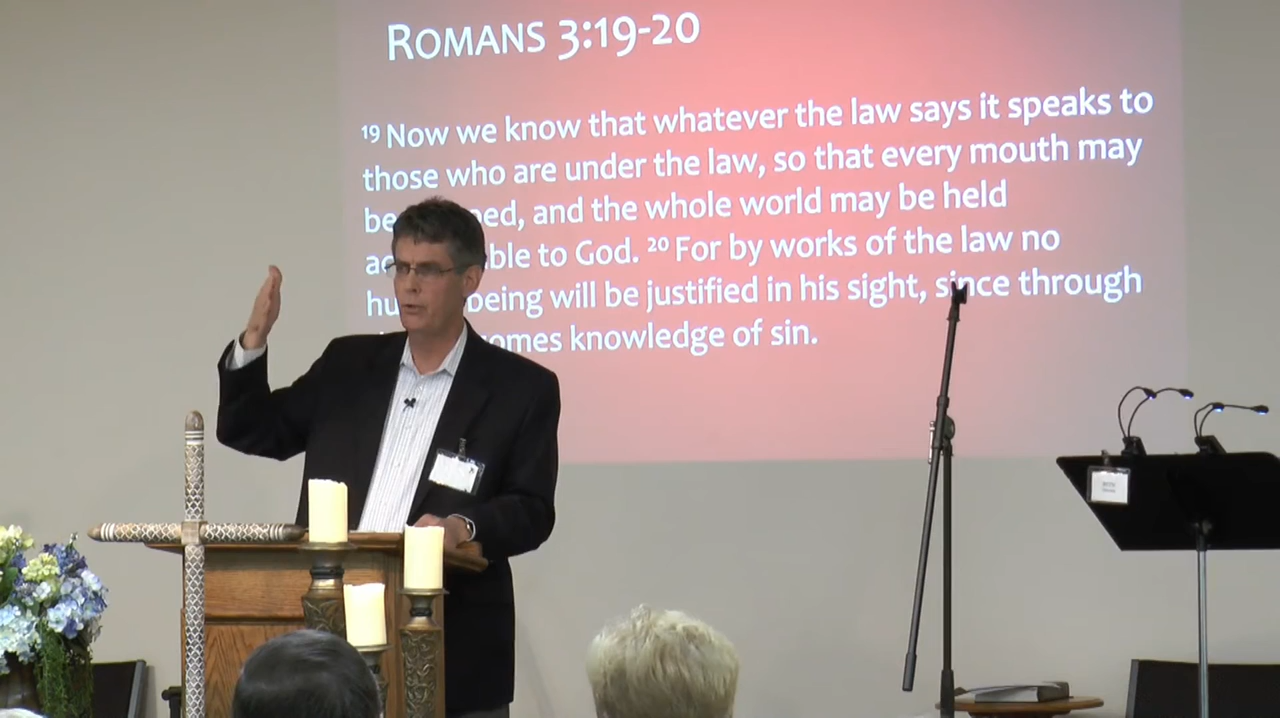 ROMANS 3:19-20
19 Now we know that whatever the law says it speaks to
those who are under the law, so that every mouth may
be ped, and the whole world may be held
ac ble to God. 20 For by works of the law no
hu being will be justified in his sight, since through
omes knowledge of sin.